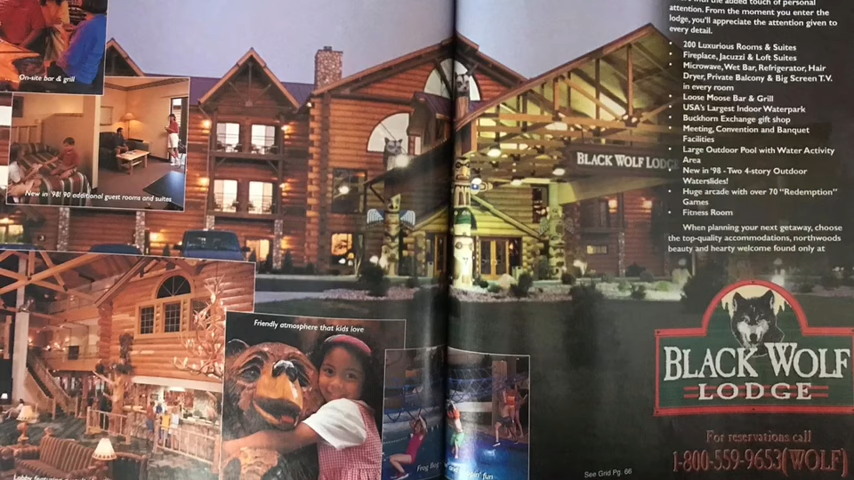 with the added touch of personal
attention. From the moment you enter the
lodge, you'll appreciate the attention given to
every detail.
• 200 Luxurious Rooms & Suites
• Fireplace, Jacuzzi & Loft Suites
• Microwave, Wet Bar, Refrigerator, Hair
Dryer, Private Balcony & Big Screen T.V.
in every room
• Loose Moose Bar & Grill
• USA's Largest Indoor Waterpark
• Buckhorn Exchange gift shop
• Meeting, Convention and Banquet
Facilities
• Large Outdoor Pool with Water Activity
Area
• New in '98 - Two 4-story Outdoor
Waterslides!
• Huge arcade with over 70 "Redemption"
Games
• Fitness Room
When planning your next getaway, choose
the top-quality accommodations, northwoods
beauty and hearty welcome found only at
On-site bar & grill
New in '98! 90 additional guest rooms and suites
BLACK WOLF LODGE
Friendly atmosphere that kids love
BLACK WOLF
LODGE
For reservations call
1-800-559-9653(WOLF)
Lobby featuring
Frog
fun
See Grid Pg. 66